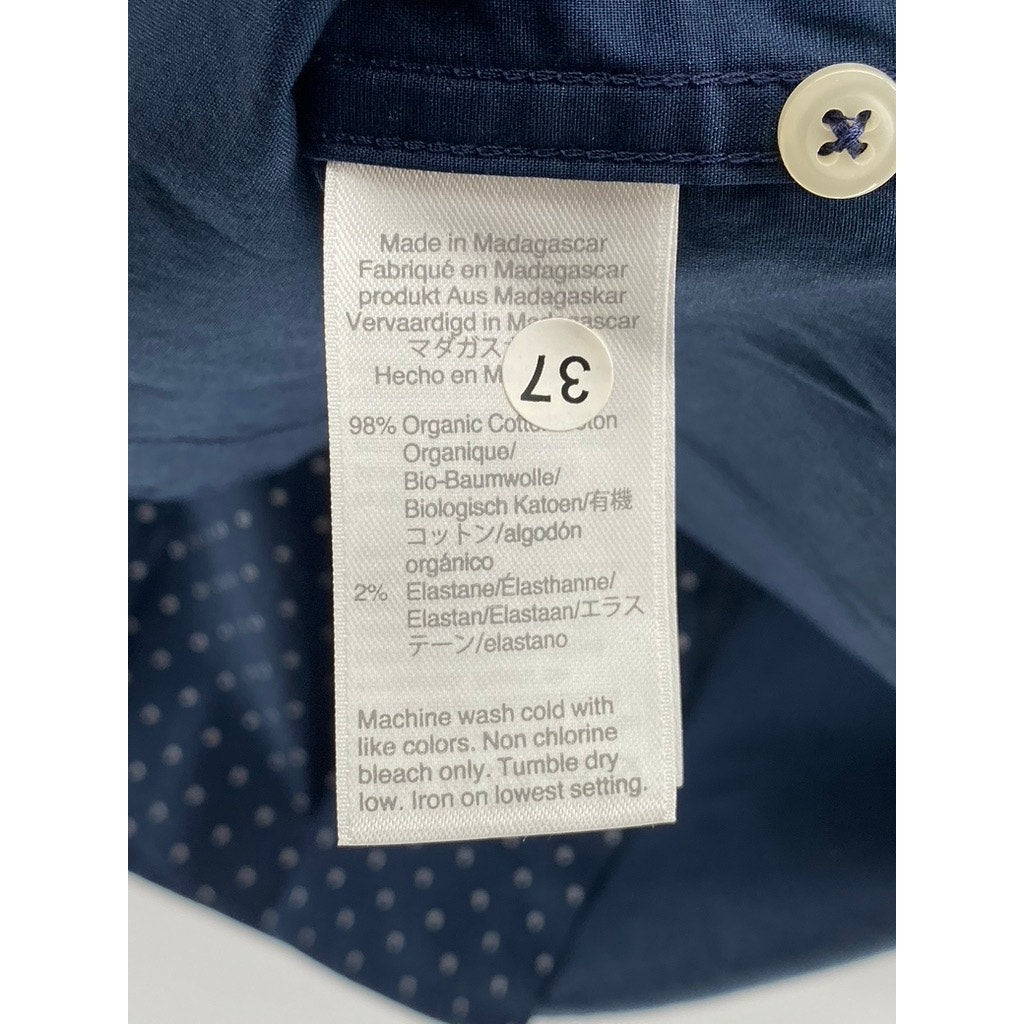 Made in Madagascar
Fabriqué en Madagascar
produkt Aus Madagaskar
Vervaardigd in
マダガス
Hecho en
37
98% Organic
Organique/
Bio-Baumwolle/
Biologisch Katoen/有機
コットン/algodón
orgánico
2% Elastane/Élasthanne/
Elastan/Elastaan/エラス
テーン/elastano
Machine wash cold with
like colors. Non chlorine
bleach only. Tumble dry
low. Iron on lowest setting.